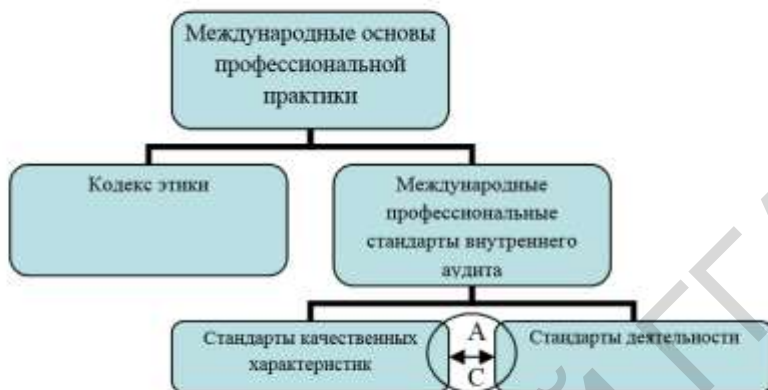 Международные основы
профессиональной
практики
Кодекс этики
Международные
профессиональные
стандарты внутреннего
аудита
Стандарты качественных
характеристик
А
С
Стандарты деятельности